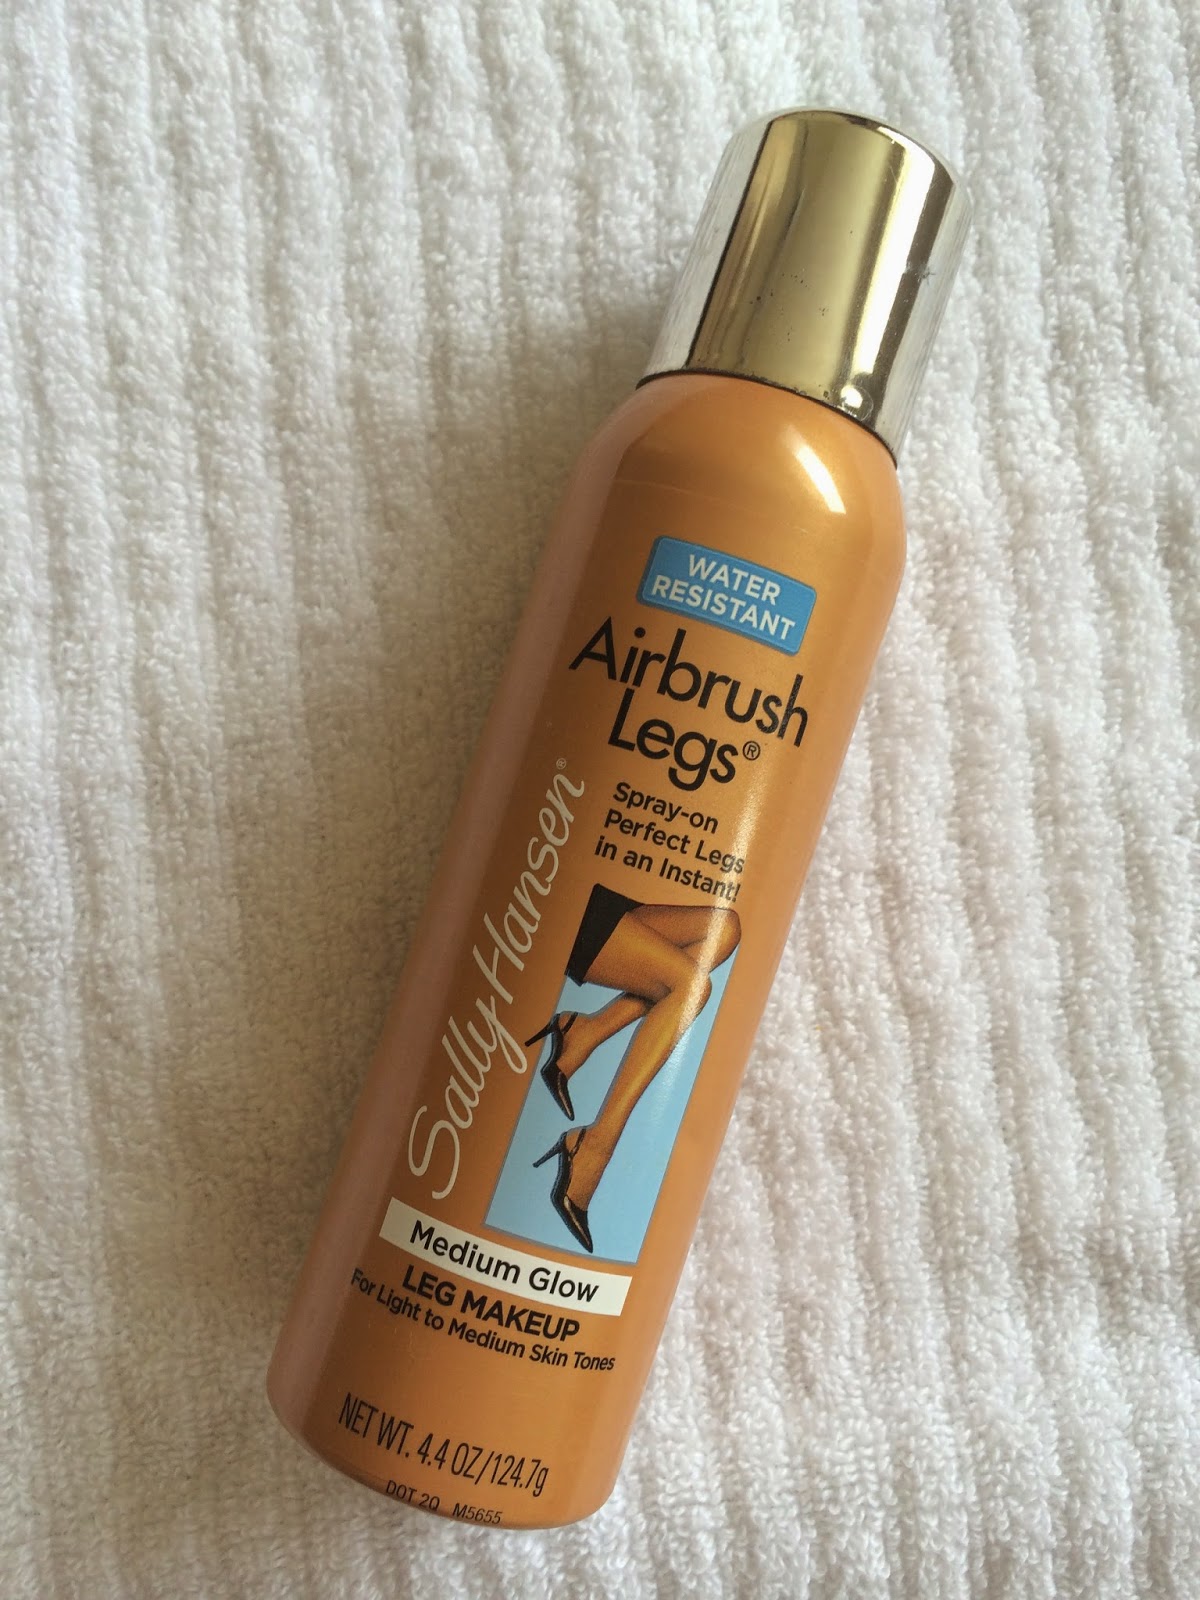 WATER
RESISTANT
Airbrush
Legs®
Spray-on
Perfect Legs
in an Instant!
Sally Hansen®
Medium Glow
LEG MAKEUP
For Light to Medium Skin Tones
NET WT. 4.4 OZ/124.7g
DOT 2Q M5655